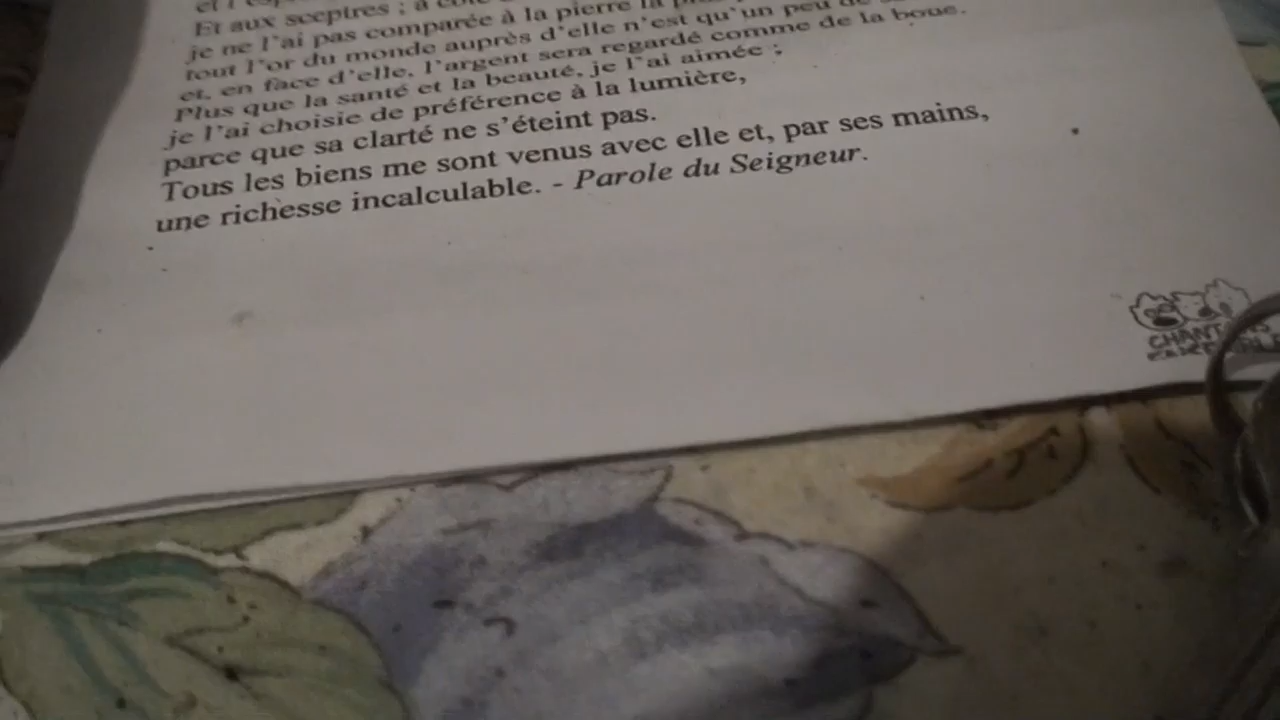 Et aux sceptres ; à
je ne l'ai pas comparée à la pierre la
tout l'or du monde auprès d'elle n'est qu'un peu de
et, en face d'elle, l'argent sera regardé comme de la boue.
Plus que la santé et la beauté, je l'ai aimée ;
je l'ai choisie de préférence à la lumière,
parce que sa clarté ne s'éteint pas.
Tous les biens me sont venus avec elle et, par ses mains,
une richesse incalculable. - Parole du Seigneur.